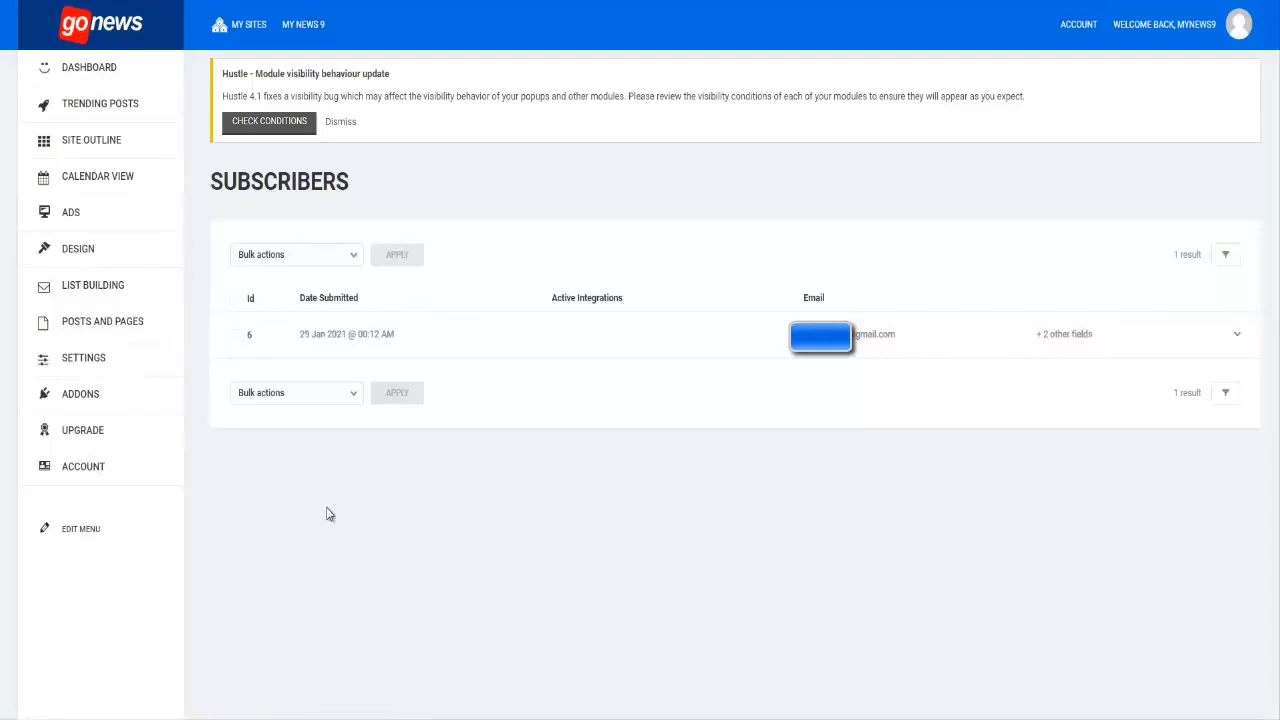 go news
MY SITES
MY NEWS 9
ACCOUNT
WELCOME BACK, MYNEWS9
DASHBOARD
TRENDING POSTS
SITE OUTLINE
CALENDAR VIEW
ADS
DESIGN
LIST BUILDING
POSTS AND PAGES
SETTINGS
ADDONS
UPGRADE
ACCOUNT
EDIT MENU
Hustle - Module visibility behaviour update
Hustle 4.1 fixes a visibility bug which may affect the visibility behavior of your popups and other modules. Please review the visibility conditions of each of your modules to ensure they will appear as you expect.
CHECK CONDITIONS
Dismiss
SUBSCRIBERS
Bulk actions
APPLY
1 result
Id
Date Submitted
Active Integrations
Email
6
29 Jan 2021 @ 00:12 AM
gmail.com
+ 2 other fields
Bulk actions
APPLY
1 result